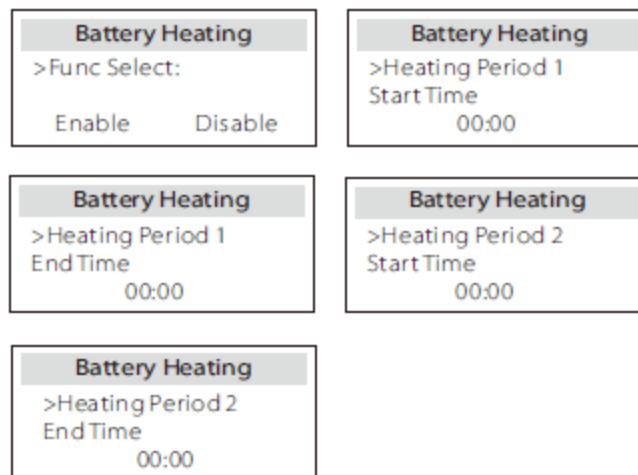 Battery Heating
>Func Select:
Enable Disable
Battery Heating
>Heating Period 1
Start Time
00:00
Battery Heating
>Heating Period 1
End Time
00:00
Battery Heating
>Heating Period 2
Start Time
00:00
Battery Heating
>Heating Period 2
End Time
00:00